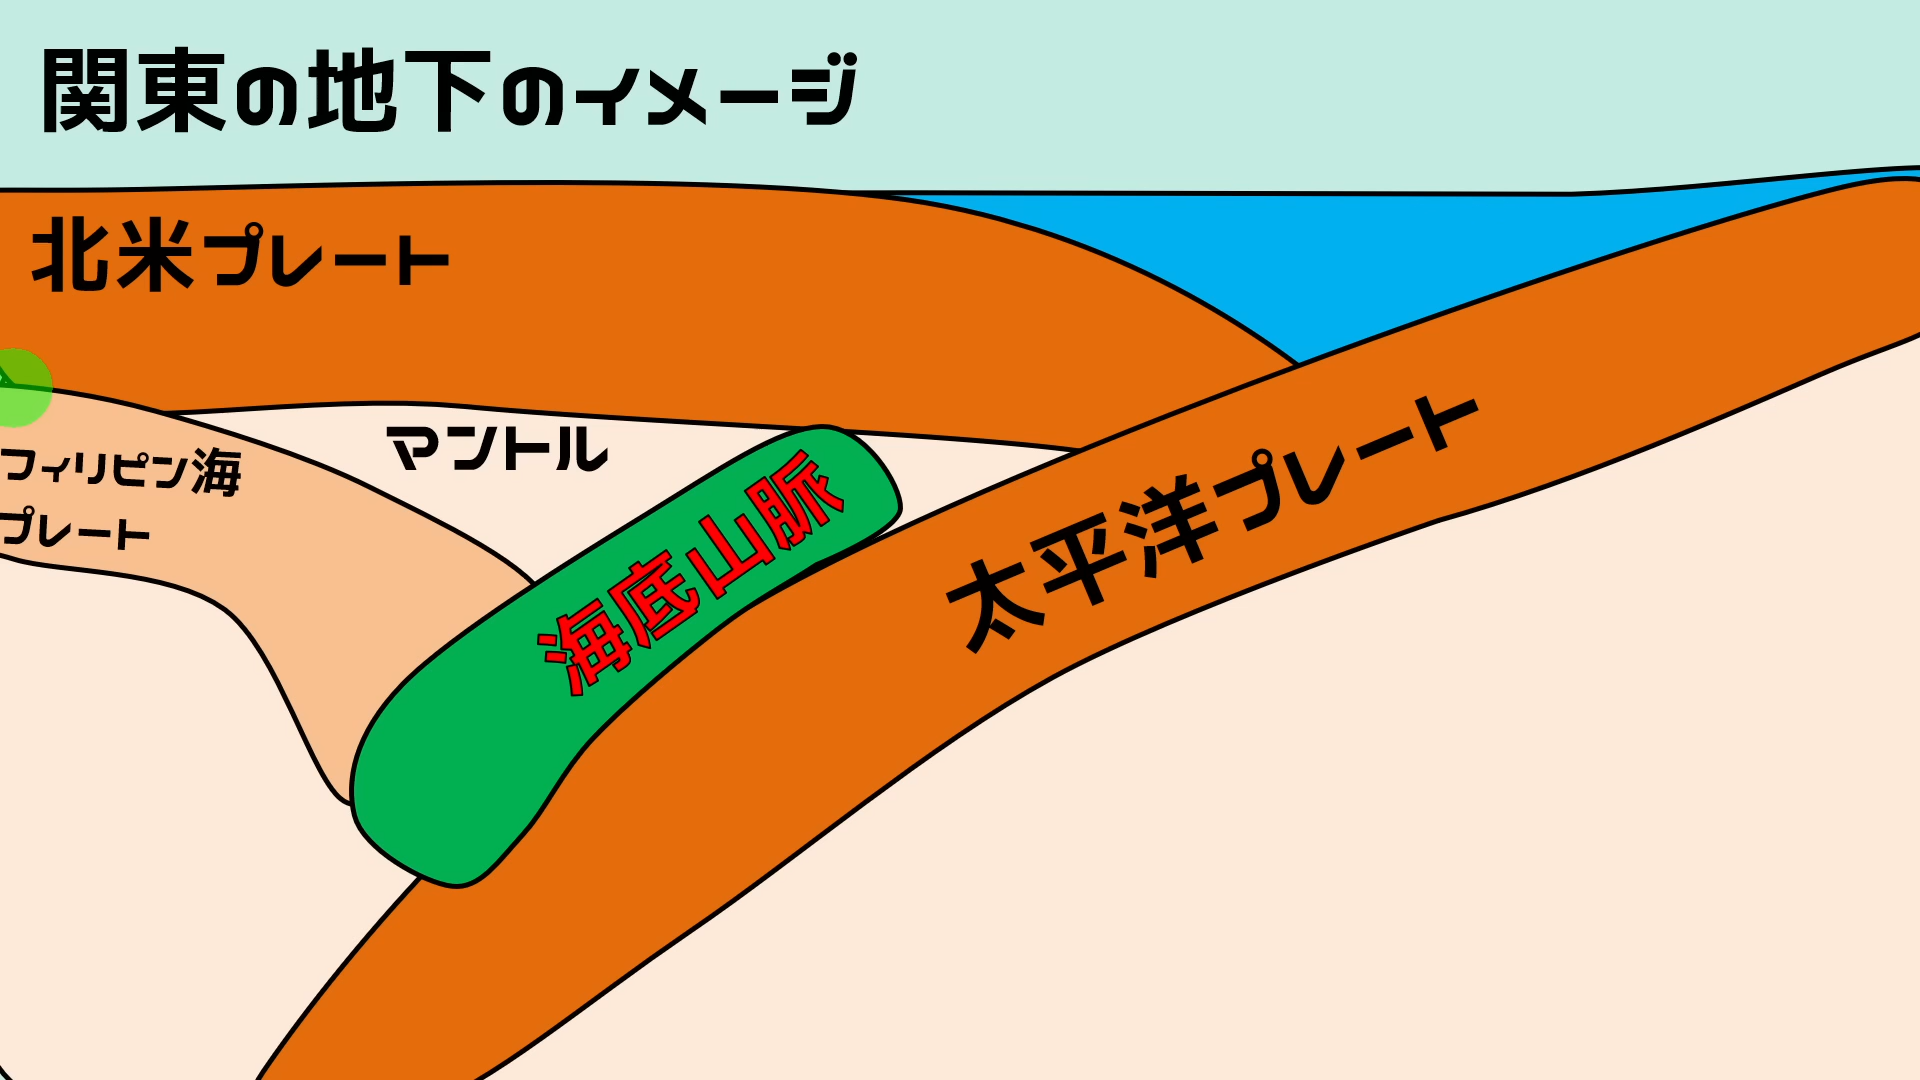 関東の地下のイメージ
北米プレート
マントル
フィリピン海
プレート
海底山脈
太平洋プレート